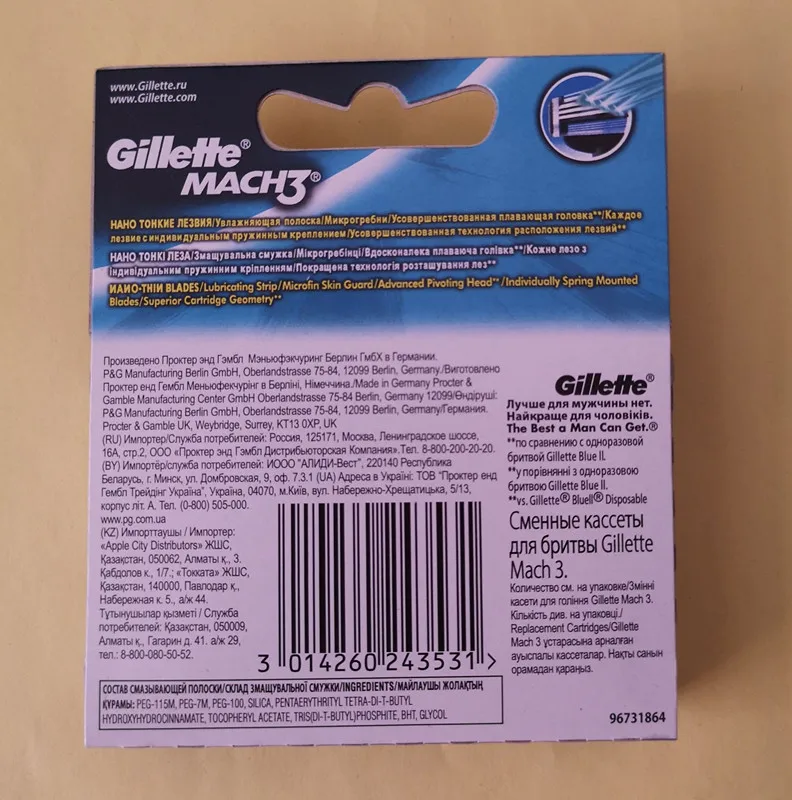 www.Gillette.ru
www.Gillette.com
Gillette®
MACH3®
НАНО ТОНКИЕ ЛЕЗВИЯ/Увлажняющая полоска/Микрогребни/Усовершенствованная плавающая головка**/Каждое
лезвие с индивидуальным пружинным креплением/Усовершенствованная технология расположения лезвий**
НАНО ТОНКІ ЛЕЗА/Змащувальна смужка/Мікрогребінці/Вдосконалека плаваюча голівка**/Кожне лезо з
індивідуальним пружинним кріпленням/Покращена технологія розташування лез**
ИАИО-THIИ BLADES/Lubricating Strip/Microfin Skin Guard/Advanced Pivoting Head**/Individually Spring Mounted
Blades/Superior Cartridge Geometry**
Произведено Проктер энд Гэмбл Мэньюфэкчуринг Берлин ГмбХ в Германии.
P&G Manufacturing Berlin GmbH, Oberlandstrasse 75-84, 12099 Berlin, Germany./Виготовлено
Проктер енд Гембл Меньюфекчурінг в Берліні, Німеччина./Made in Germany Procter &
Gamble Manufacturing Center GmbH Oberlandstrasse 75-84 Berlin, Germany 12099/Өндіруші:
P&G Manufacturing Berlin GmbH, Oberlandstrasse 75-84, 12099 Berlin, Germany/Германия.
Procter & Gamble UK, Weybridge, Surrey, KT13 0XP, UK
(RU) Импортер/Служба потребителей: Россия, 125171, Москва, Ленинградское шоссе,
16А, стр.2, ООО «Проктер энд Гэмбл Дистрибьюторская Компания».Тел. 8-800-200-20-20.
(BY) Импортёр/служба потребителей: ИООО "АЛИДИ-Вест", 220140 Республика
Беларусь, г. Минск, ул. Домбровская, 9, оф. 7.3.1 (UA) Адреса в Україні: ТОВ "Проктер енд
Гембл Трейдінг Україна", Україна, 04070, м.Київ, вул. Набережно-Хрещатицька, 5/13,
корпус літ. А. Тел. (0-800) 505-000.
www.pg.com.ua
(KZ) Импорттаушы / Импортер:
«Apple City Distributors» ЖШС,
Қазақстан, 050062, Алматы қ., 3.
Қабдолов к., 1/7.; «Токката» ЖШС,
Қазақстан, 140000, Павлодар қ.,
Набережная к. 5., а/ж 44.
Тұтынушылар қызметі / Служба
потребителей: Қазақстан, 050009,
Алматы қ., Гагарин д. 41. а/ж 29,
тел.: 8-800-080-50-52.
3 014260 243531 >
Gillette®
Лучше для мужчины нет.
Найкраще для чоловіків.
The Best a Man Can Get.®
**по сравнению с одноразовой
бритвой Gillette Blue II.
**у порівнянні з одноразовою
бритвою Gillette Blue II.
**vs. Gillette® BlueII® Disposable
Сменные кассеты
для бритвы Gillette
Mach 3.
Количество см. на упаковке/Змінні
касети для гоління Gillette Mach 3.
Кількість див. на упаковці./
Replacement Cartridges/Gillette
Mach 3 ұстарасына арналған
ауыспалы кассеталар. Нақты санын
орамадан қараңыз.
СОСТАВ СМАЗЫВАЮЩЕЙ ПОЛОСКИ/СКЛАД ЗМАЩУВАЛЬНОЇ СМУЖКИ/INGREDIENTS/МАЙЛАУШЫ ЖОЛАҚТЫҢ
ҚҰРАМЫ: PEG-115M, PEG-7M, PEG-100, SILICA, PENTAERYTHRITYL TETRA-DI-T-BUTYL
HYDROXYHYDROCINNAMATE, TOCOPHERYL ACETATE, TRIS(DI-T-BUTYL)PHOSPHITE, BHT, GLYCOL
96731864